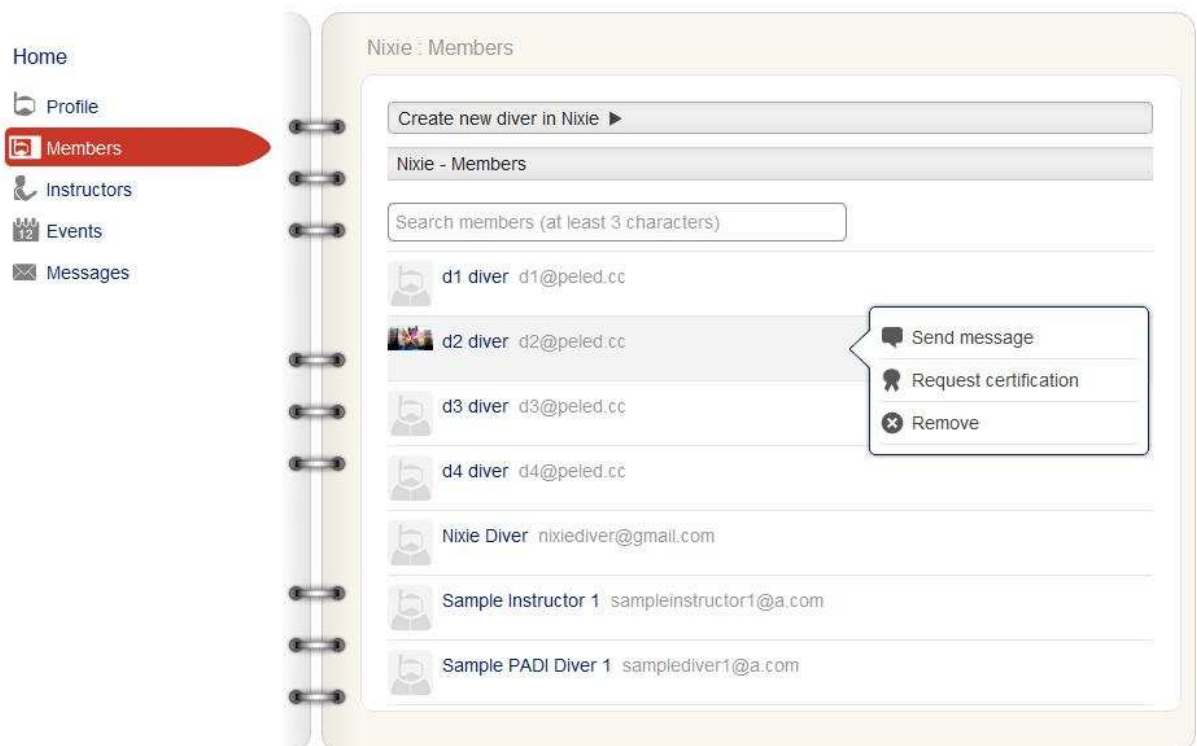 Home
Profile
Members
Instructors
12
Events
Messages
Nixie : Members
Create new diver in Nixie ▶
Nixie - Members
Search members (at least 3 characters)
d1 diver d1@peled.cc
d2 diver d2@peled.cc
Send message
Request certification
Remove
d3 diver d3@peled.cc
d4 diver d4@peled.cc
Nixie Diver nixiediver@gmail.com
Sample Instructor 1 sampleinstructor1@a.com
Sample PADI Diver 1 samplediver1@a.com